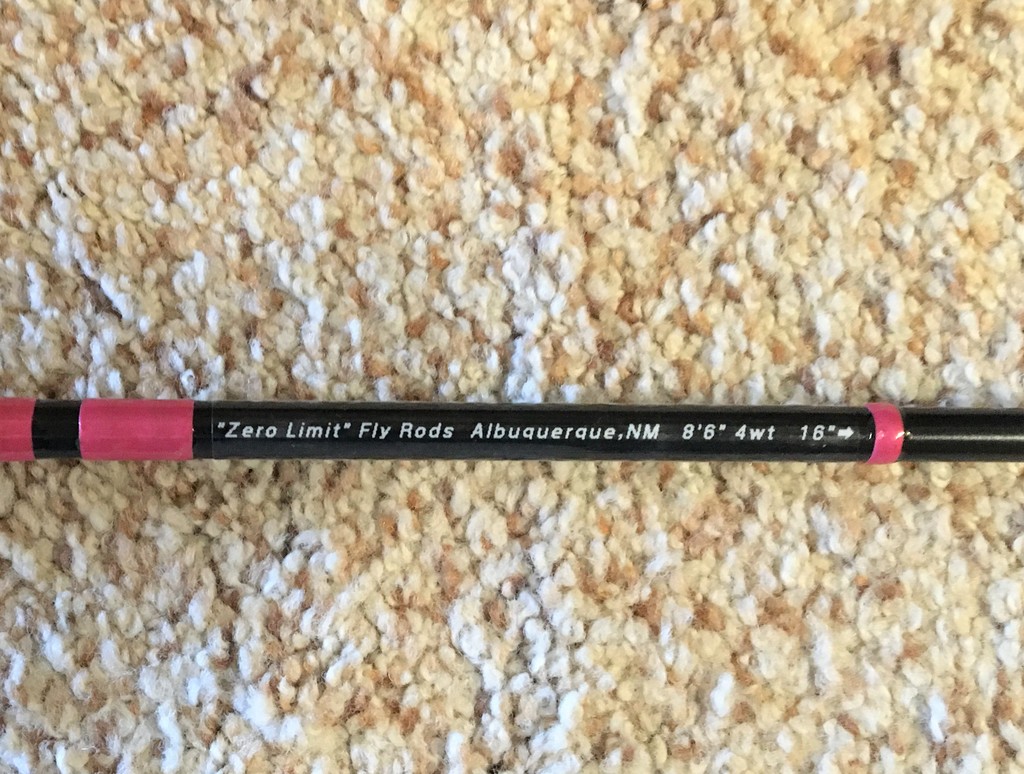 "Zero Limit" Fly Rods Albuquerque,NM 8'6" 4wt 16"➡